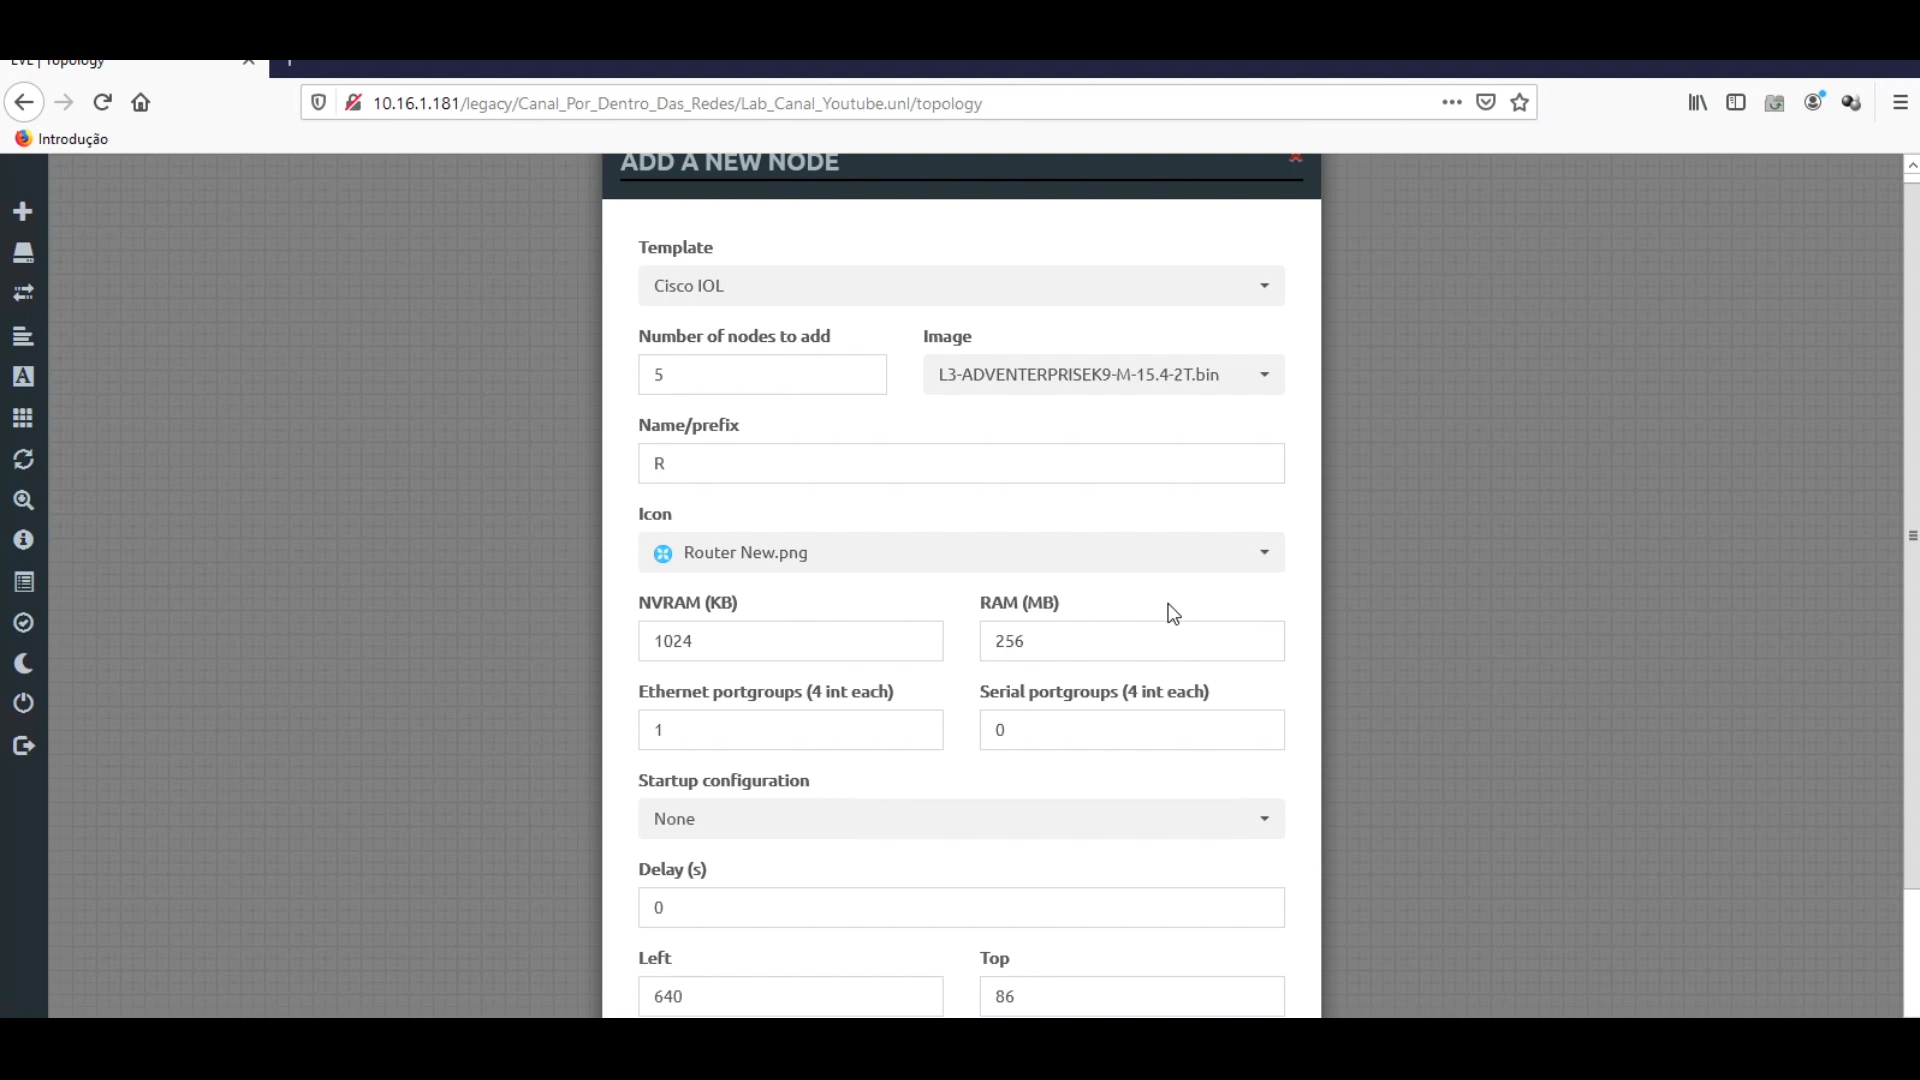 EVE | Topology
10.16.1.181/legacy/Canal_Por_Dentro_Das_Redes/Lab_Canal_Youtube.unl/topology
Introdução
ADD A NEW NODE
Template
Cisco IOL
Number of nodes to add
Image
5
L3-ADVENTERPRISEK9-M-15.4-2T.bin
Name/prefix
R
Icon
Router New.png
NVRAM (KB)
RAM (MB)
1024
256
Ethernet portgroups (4 int each)
Serial portgroups (4 int each)
1
0
Startup configuration
None
Delay (s)
0
Left
Top
640
86